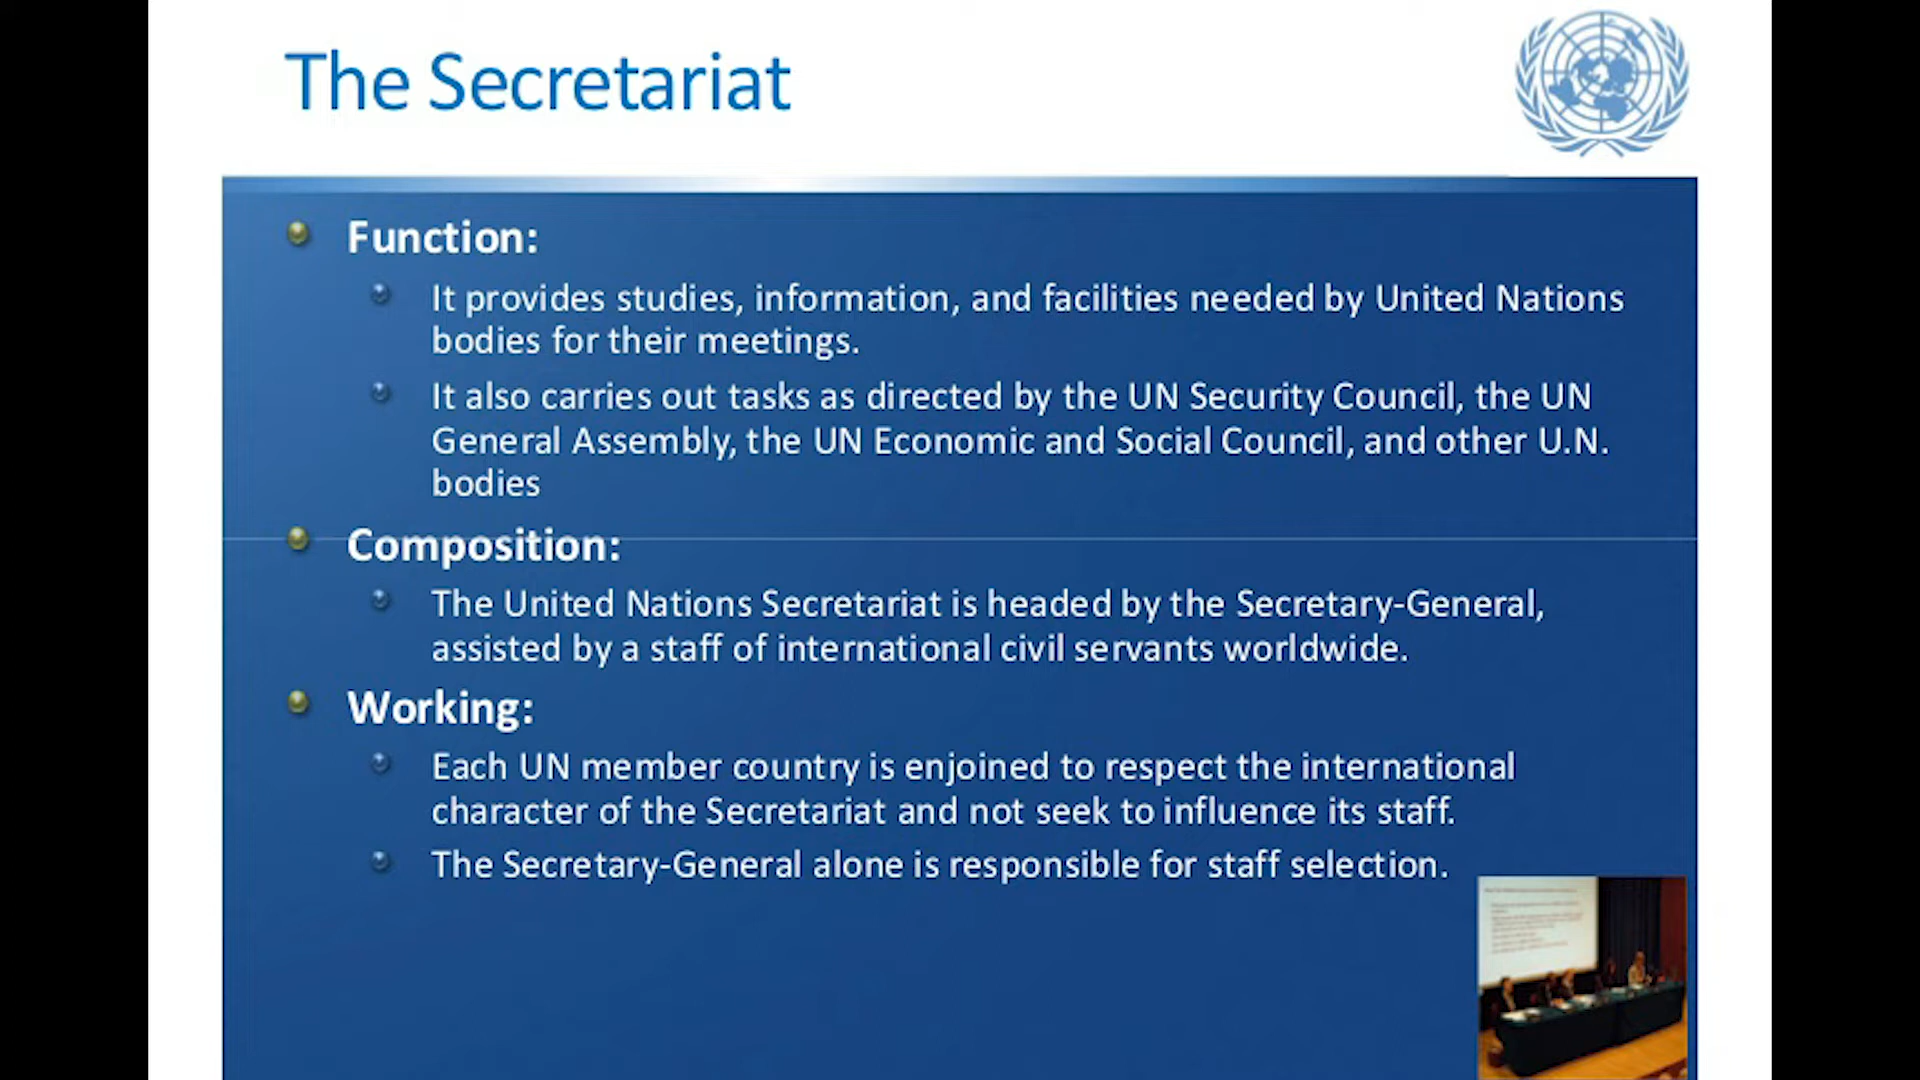 The Secretariat
Function:
It provides studies, information, and facilities needed by United Nations
bodies for their meetings.
It also carries out tasks as directed by the UN Security Council, the UN
General Assembly, the UN Economic and Social Council, and other U.N.
bodies
Composition:
The United Nations Secretariat is headed by the Secretary-General,
assisted by a staff of international civil servants worldwide.
Working:
Each UN member country is enjoined to respect the international
character of the Secretariat and not seek to influence its staff.
The Secretary-General alone is responsible for staff selection.